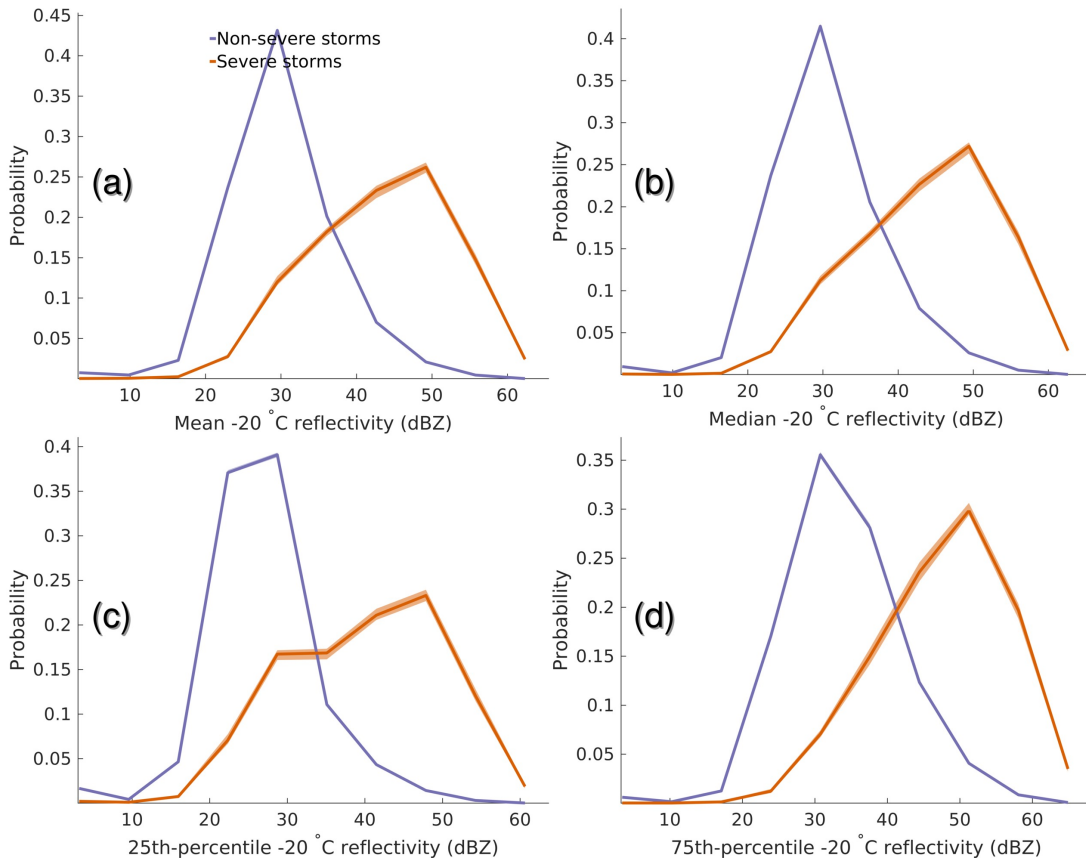 0.45
0.4
0.35
0.3
0.25
0.2
0.15
0.1
0.05
Probability
(a)
Non-severe storms
Severe storms
10 20 30 40 50 60
Mean -20 °C reflectivity (dBZ)
0.4
0.35
0.3
0.25
0.2
0.15
0.1
0.05
Probability
(b)
10 20 30 40 50 60
Median -20 °C reflectivity (dBZ)
0.4
0.35
0.3
0.25
0.2
0.15
0.1
0.05
Probability
(c)
10 20 30 40 50 60
25th-percentile -20 °C reflectivity (dBZ)
0.35
0.3
0.25
0.2
0.15
0.1
0.05
Probability
(d)
10 20 30 40 50 60
75th-percentile -20 °C reflectivity (dBZ)